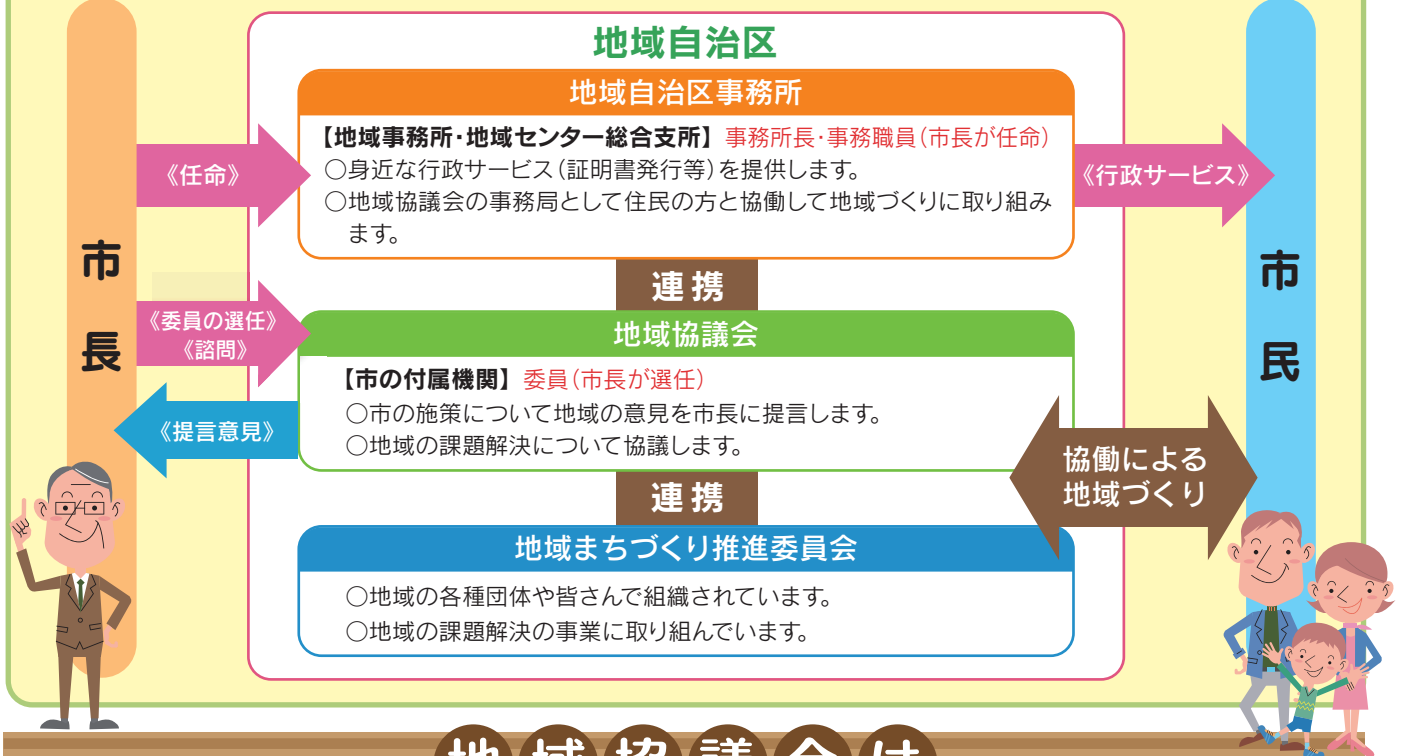 地域自治区
地域自治区事務所
【地域事務所・地域センター総合支所】 事務所長・事務職員(市長が任命)
○身近な行政サービス(証明書発行等)を提供します。
○地域協議会の事務局として住民の方と協働して地域づくりに取り組み
ます。
《任命》
《行政サービス》
市長
連携
市民
《委員の選任》
《諮問》
地域協議会
【市の付属機関】 委員(市長が選任)
○市の施策について地域の意見を市長に提言します。
○地域の課題解決について協議します。
《提言意見》
協働による
地域づくり
連携
地域まちづくり推進委員会
○地域の各種団体や皆さんで組織されています。
○地域の課題解決の事業に取り組んでいます。
地域協議会は